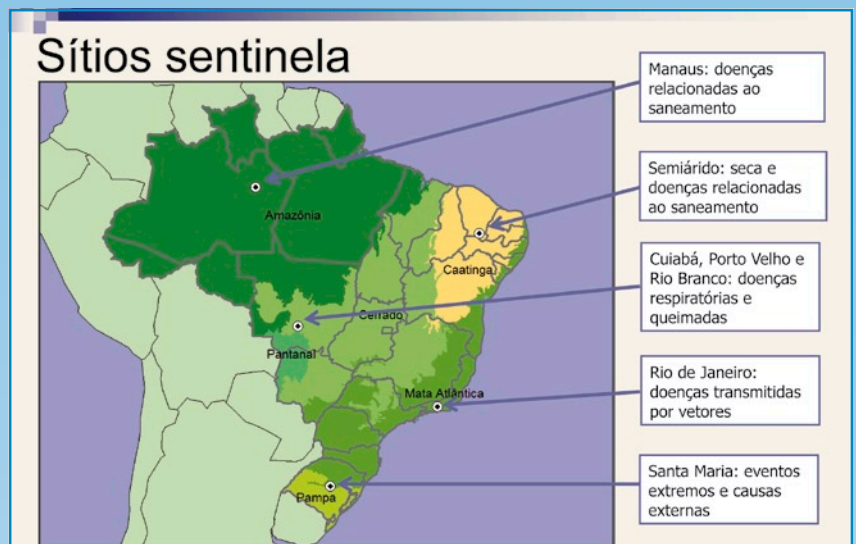 Sítios sentinela
Manaus: doenças
relacionadas ao
saneamento
Semiárido: seca e
doenças relacionadas
ao saneamento
Cuiabá, Porto Velho e
Rio Branco: doenças
respiratórias e
queimadas
Rio de Janeiro:
doenças transmitidas
por vetores
Santa Maria: eventos
extremos e causas
externas
Amazônia
Caatinga
Cerrado
Pantanal
Mata Atlântica
Pampa